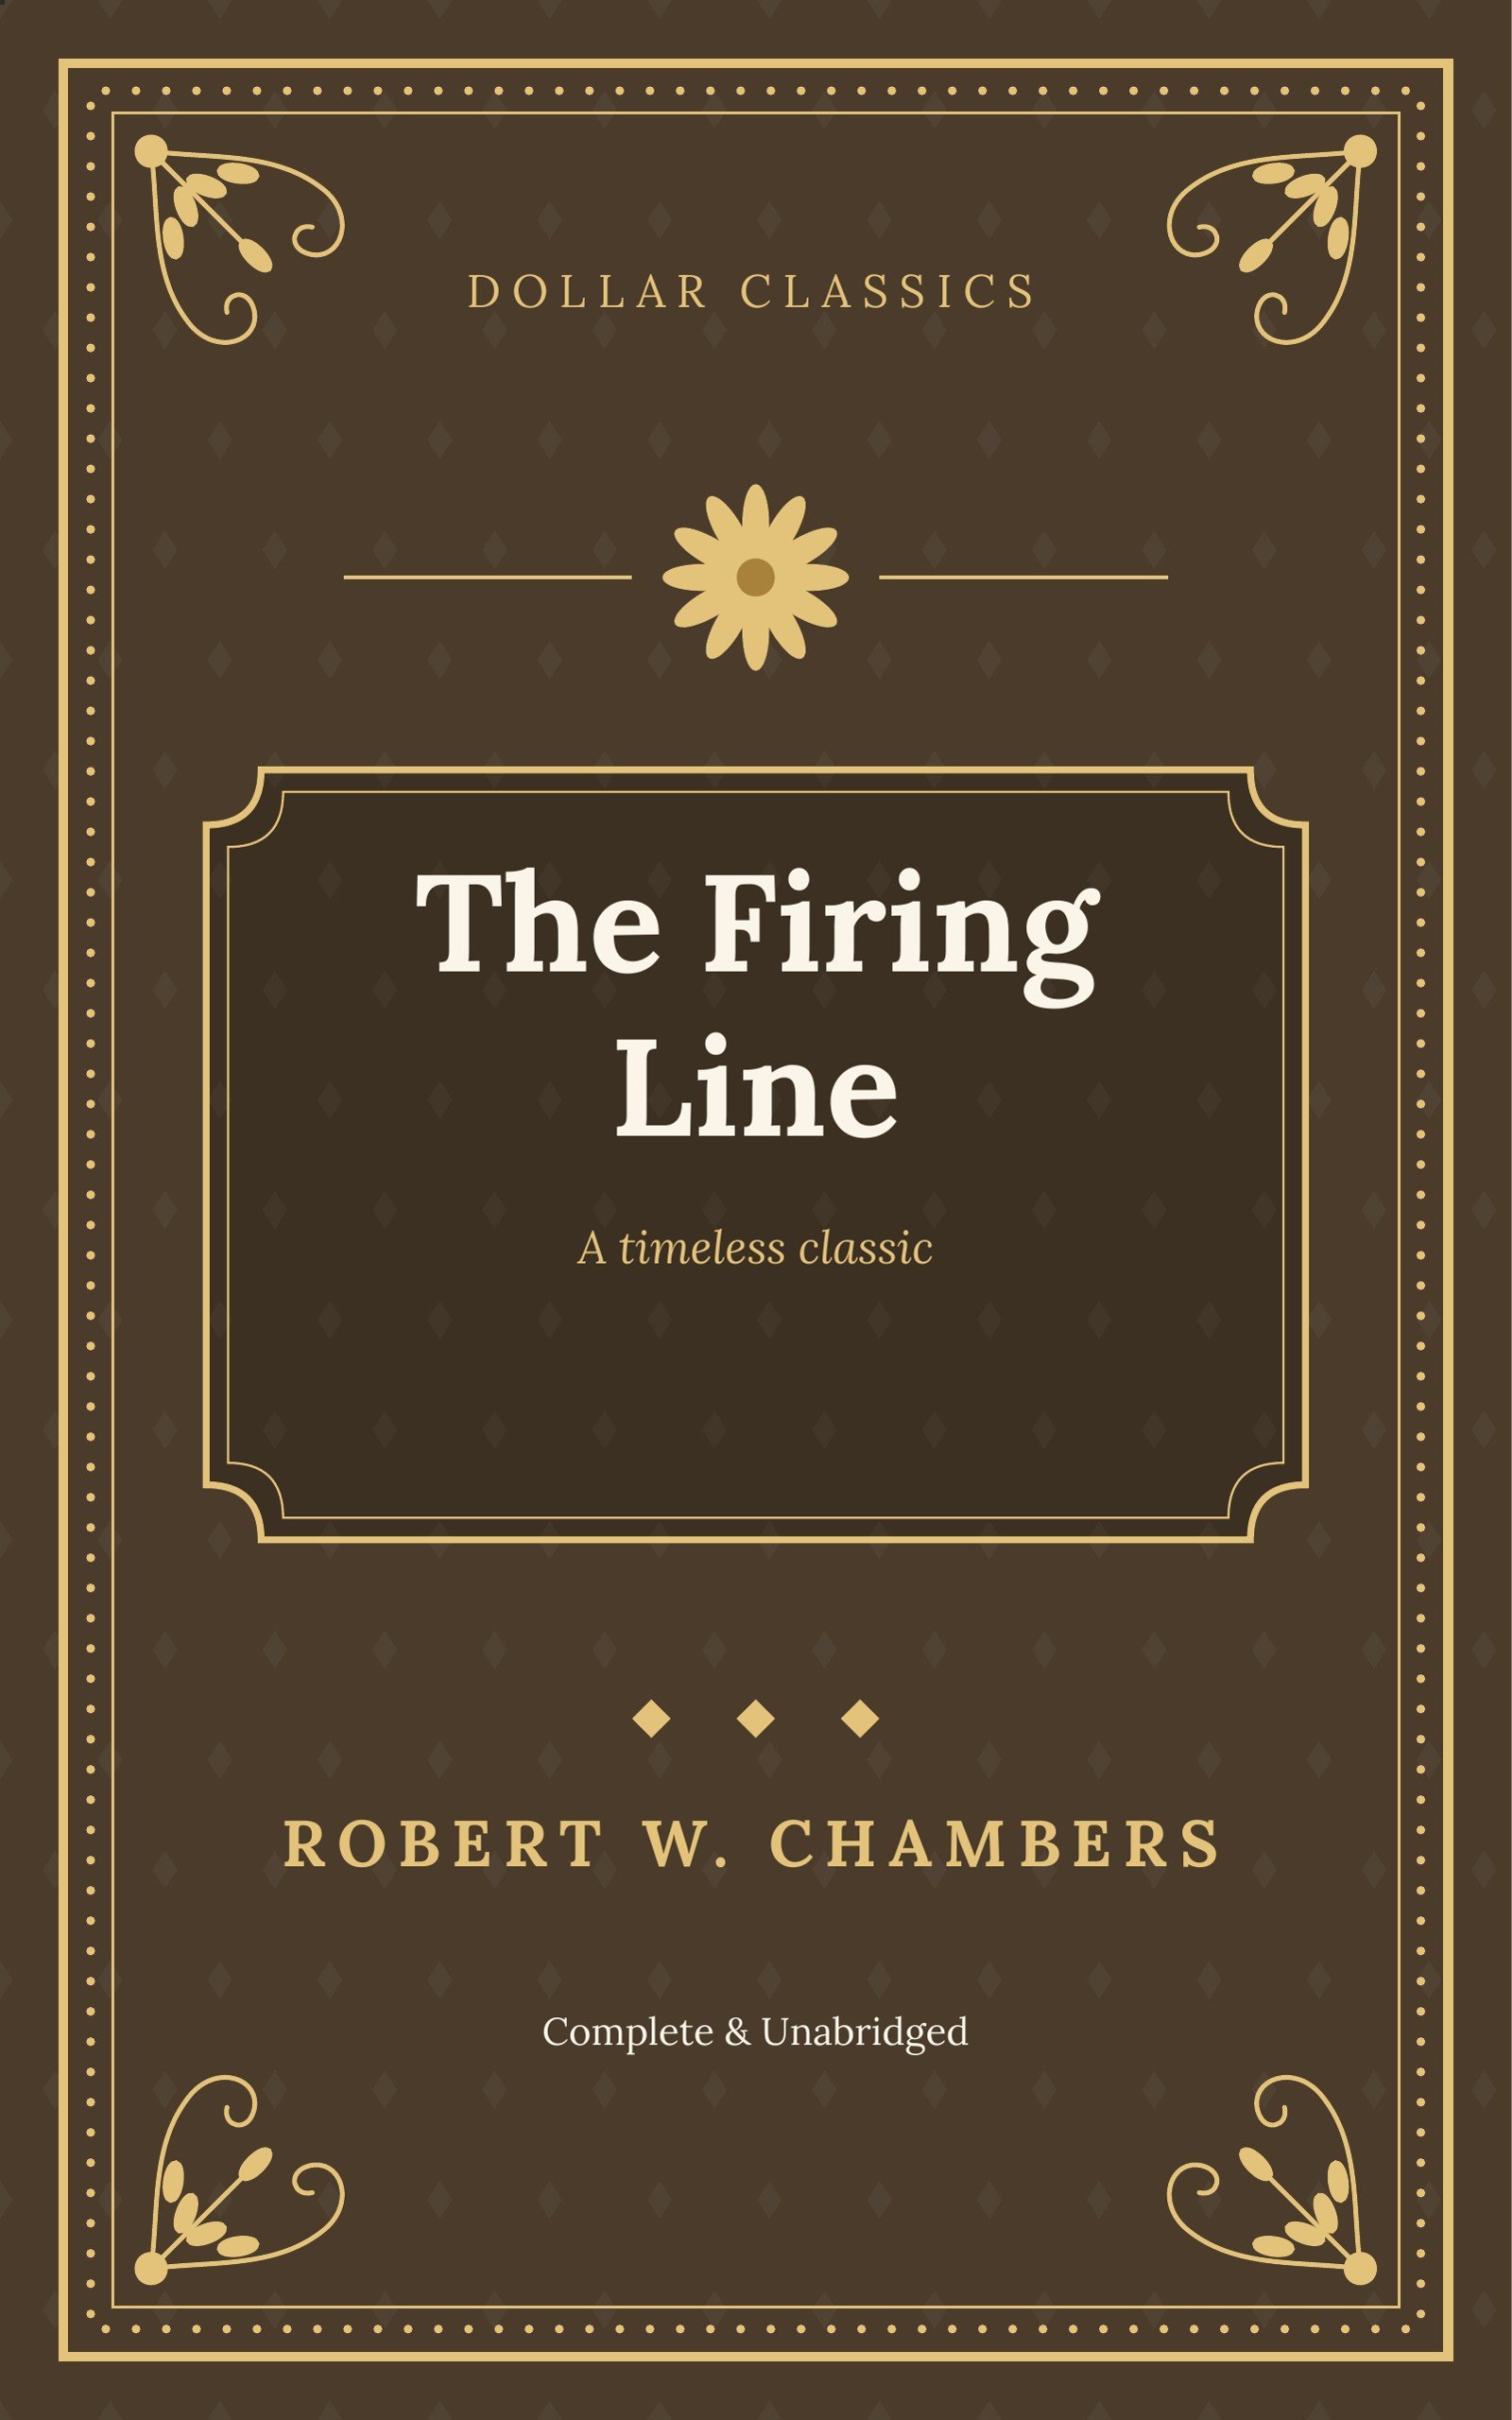 DOLLAR CLASSICS
The Firing
Line
A timeless classic
ROBERT W. CHAMBERS
Complete & Unabridged